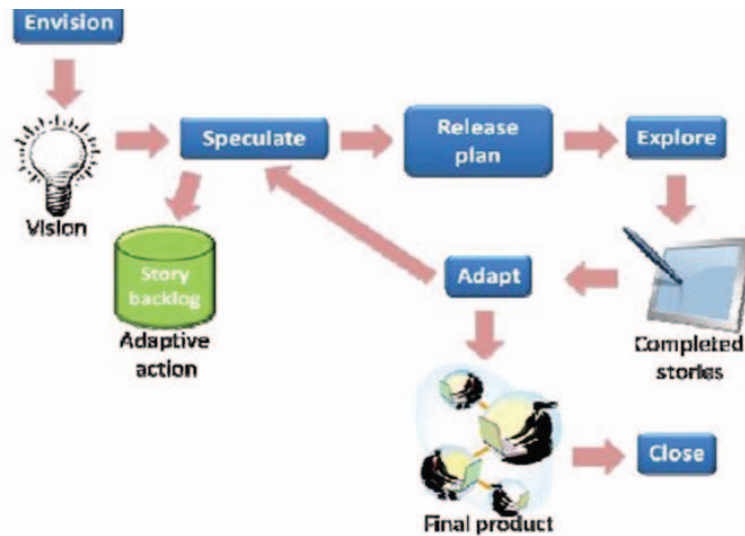 Envision
Vision
Speculate
Release
plan
Explore
Story
backlog
Adaptive
action
Adapt
Completed
stories
Final product
Close